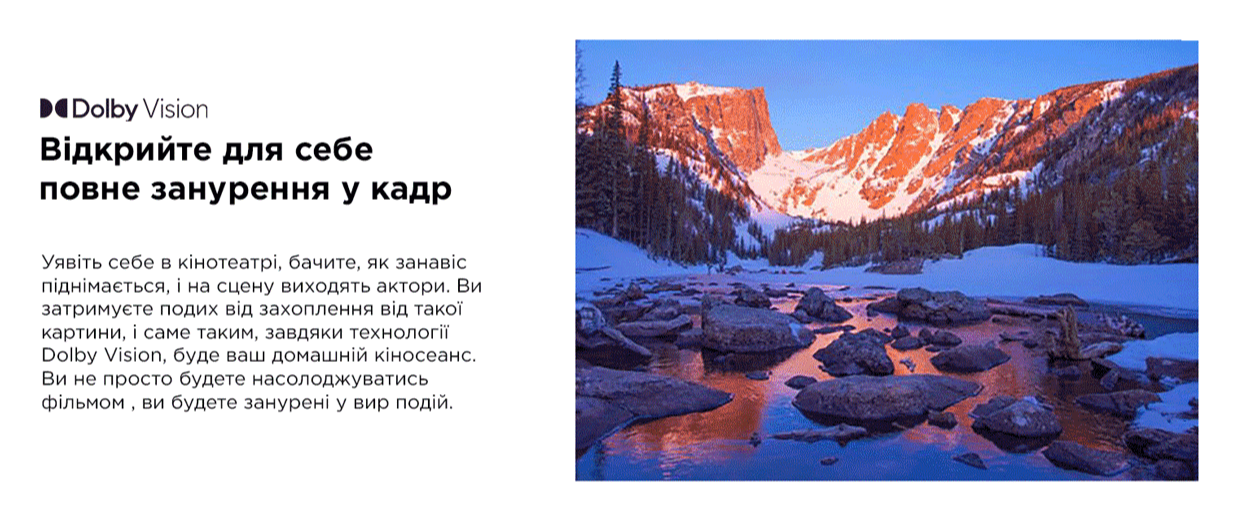 Dolby Vision
Відкрийте для себе
повне занурення у кадр
Уявіть себе в кінотеатрі, бачите, як занавіс
піднімається, і на сцену виходять актори. Ви
затримуєте подих від захоплення від такої
картини, і саме таким, завдяки технології
Dolby Vision, буде ваш домашній кіносеанс.
Ви не просто будете насолоджуватись
фільмом , ви будете занурені у вир подій.